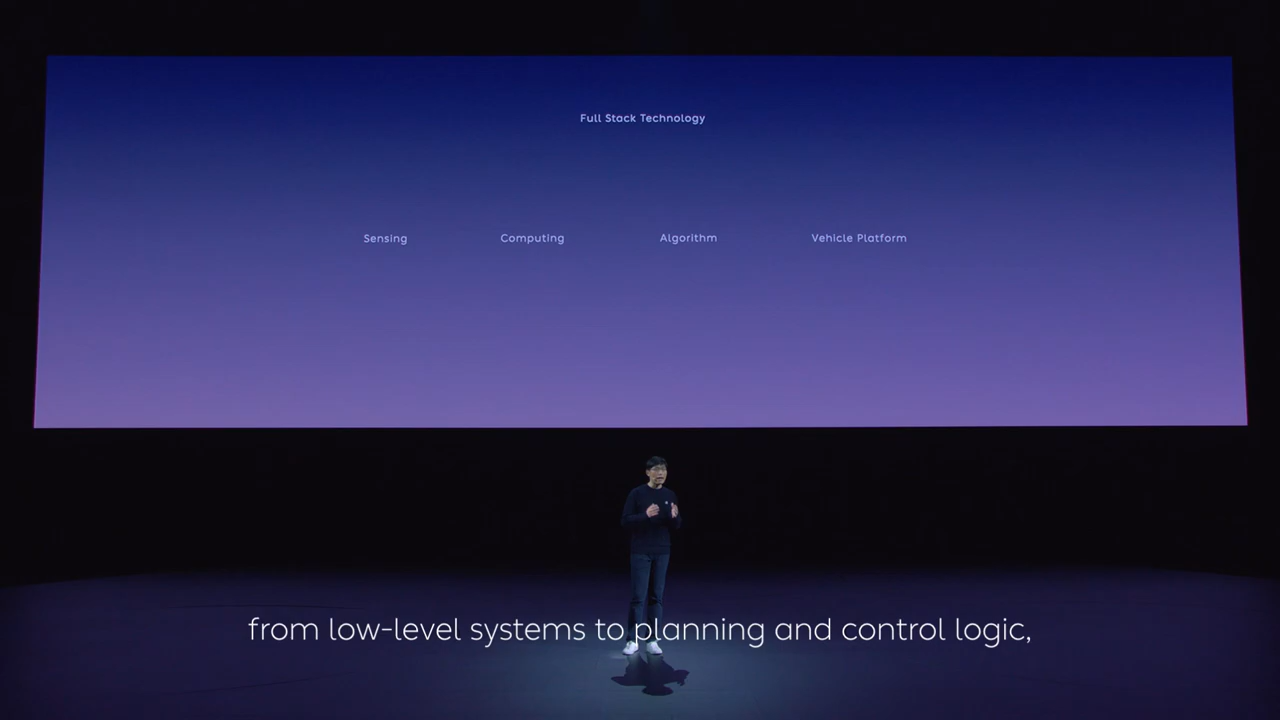 Full Stack Technology
Sensing Computing Algorithm Vehicle Platform
from low-level systems to planning and control logic,